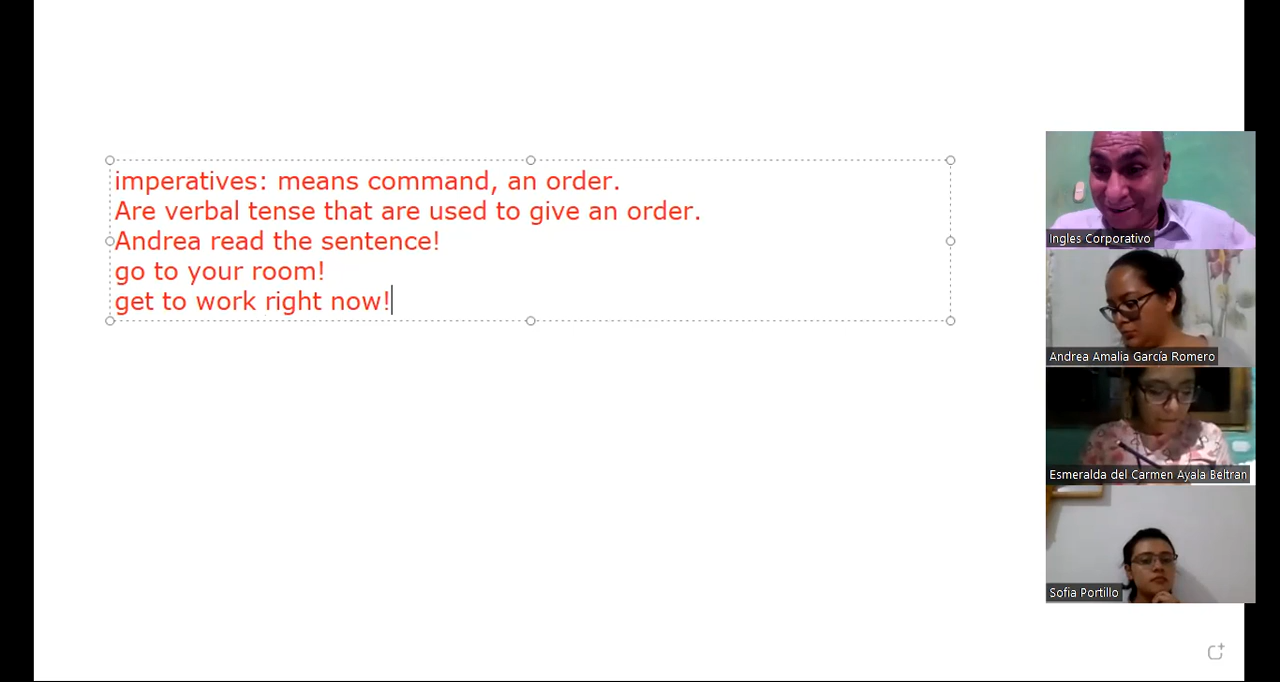 imperatives: means command, an order.
Are verbal tense that are used to give an order.
Andrea read the sentence!
go to your room!
get to work right now!
Ingles Corporativo
Andrea Amalia García Romero
Esmeralda del Carmen Ayala Beltran
Sofia Portillo